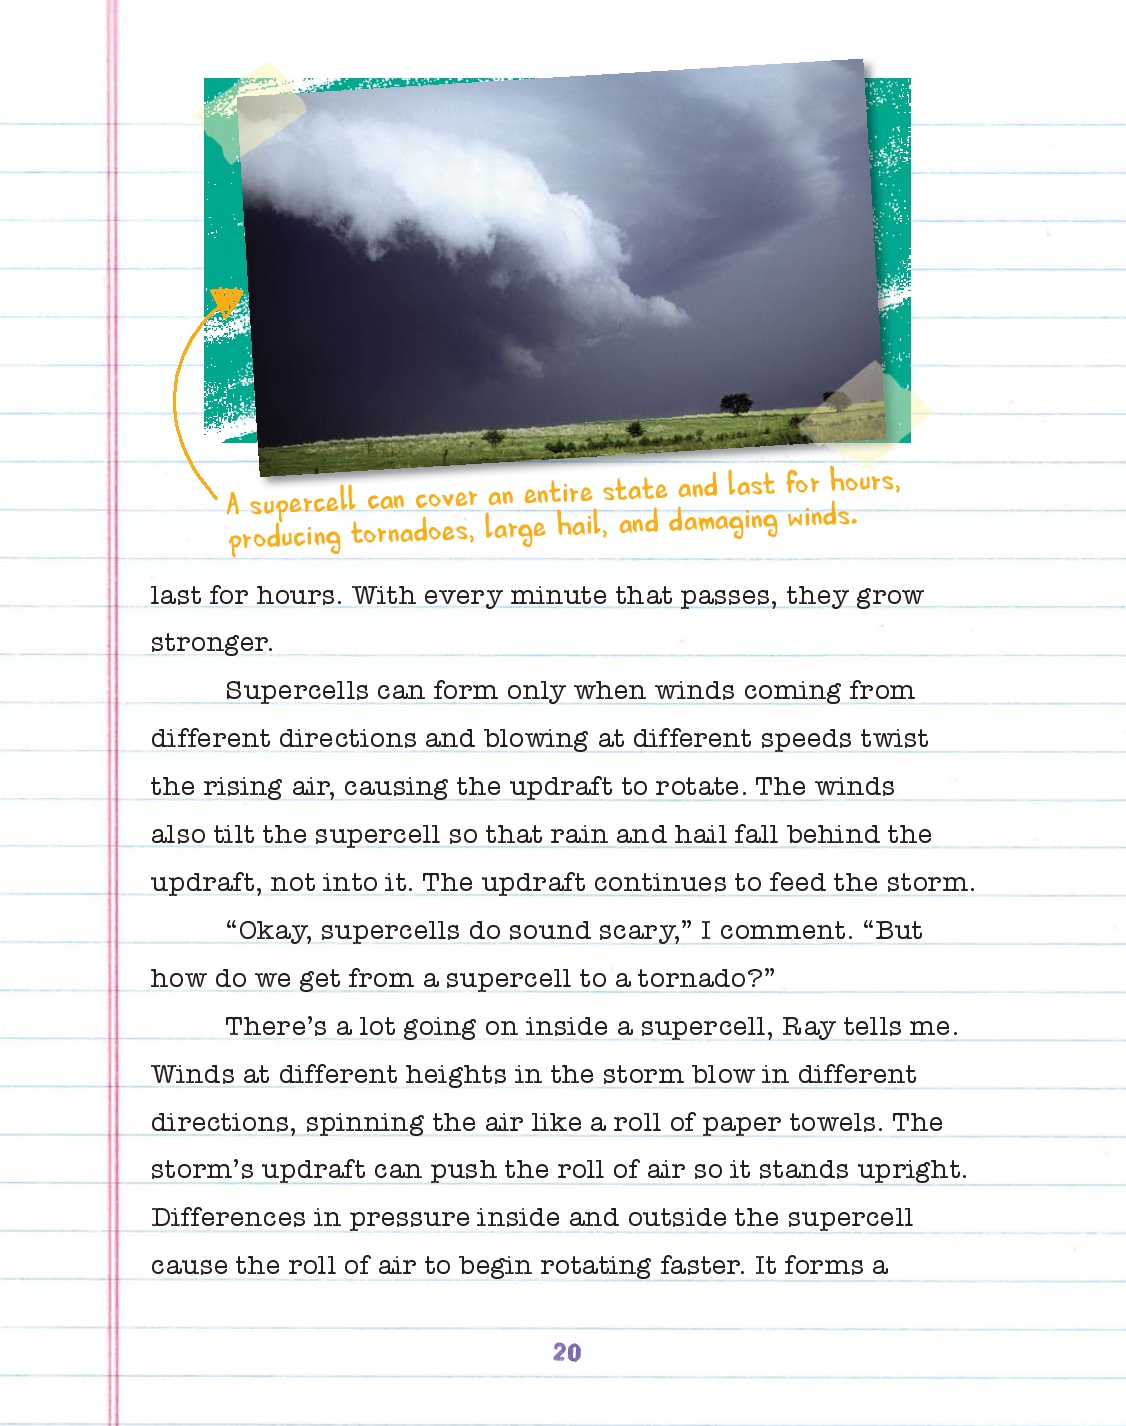 A supercell can cover an entire state and last for hours,
producing tornadoes, large hail, and damaging winds.
last for hours. With every minute that passes, they grow
stronger.
Supercells can form only when winds coming from
different directions and blowing at different speeds twist
the rising air, causing the updraft to rotate. The winds
also tilt the supercell so that rain and hail fall behind the
updraft, not into it. The updraft continues to feed the storm.
“Okay, supercells do sound scary,” I comment. “But
how do we get from a supercell to a tornado?”
There’s a lot going on inside a supercell, Ray tells me.
Winds at different heights in the storm blow in different
directions, spinning the air like a roll of paper towels. The
storm’s updraft can push the roll of air so it stands upright.
Differences in pressure inside and outside the supercell
cause the roll of air to begin rotating faster. It forms a
20